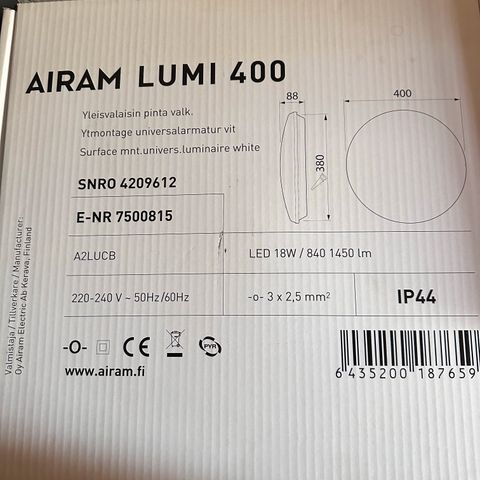 AIRAM LUMI 400
Yleisvalaisin pinta valk.
Ytmontage universalarmatur vit
Surface mnt.univers.luminaire white
88
400
380
SNRO 4209612
E-NR 7500815
A2LUCB
LED 18W / 840 1450 lm
220-240 V ~ 50Hz/60Hz
-o- 3 x 2,5 mm²
IP44
-O-
CE
PYR
www.airam.fi
6 435200 187659
Valmistaja / Tillverkare / Manufacturer:
Oy Airam Electric Ab Kerava, Finland